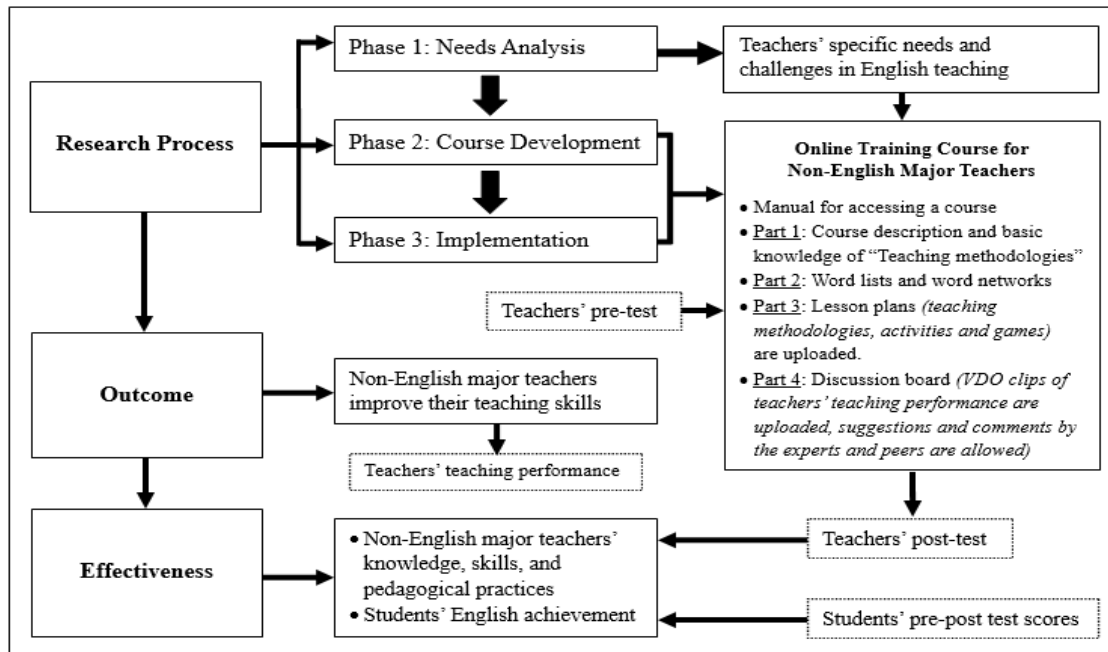 Phase 1: Needs Analysis
Teachers’ specific needs and
challenges in English teaching
Research Process
Phase 2: Course Development
Phase 3: Implementation
Online Training Course for
Non-English Major Teachers
• Manual for accessing a course
• Part 1: Course description and basic
knowledge of “Teaching methodologies”
• Part 2: Word lists and word networks
• Part 3: Lesson plans (teaching
methodologies, activities and games)
are uploaded.
• Part 4: Discussion board (VDO clips of
teachers’ teaching performance are
uploaded, suggestions and comments by
the experts and peers are allowed)
Teachers’ pre-test
Outcome
Non-English major teachers
improve their teaching skills
Teachers’ teaching performance
Effectiveness
• Non-English major teachers’
knowledge, skills, and
pedagogical practices
• Students’ English achievement
Teachers’ post-test
Students’ pre-post test scores